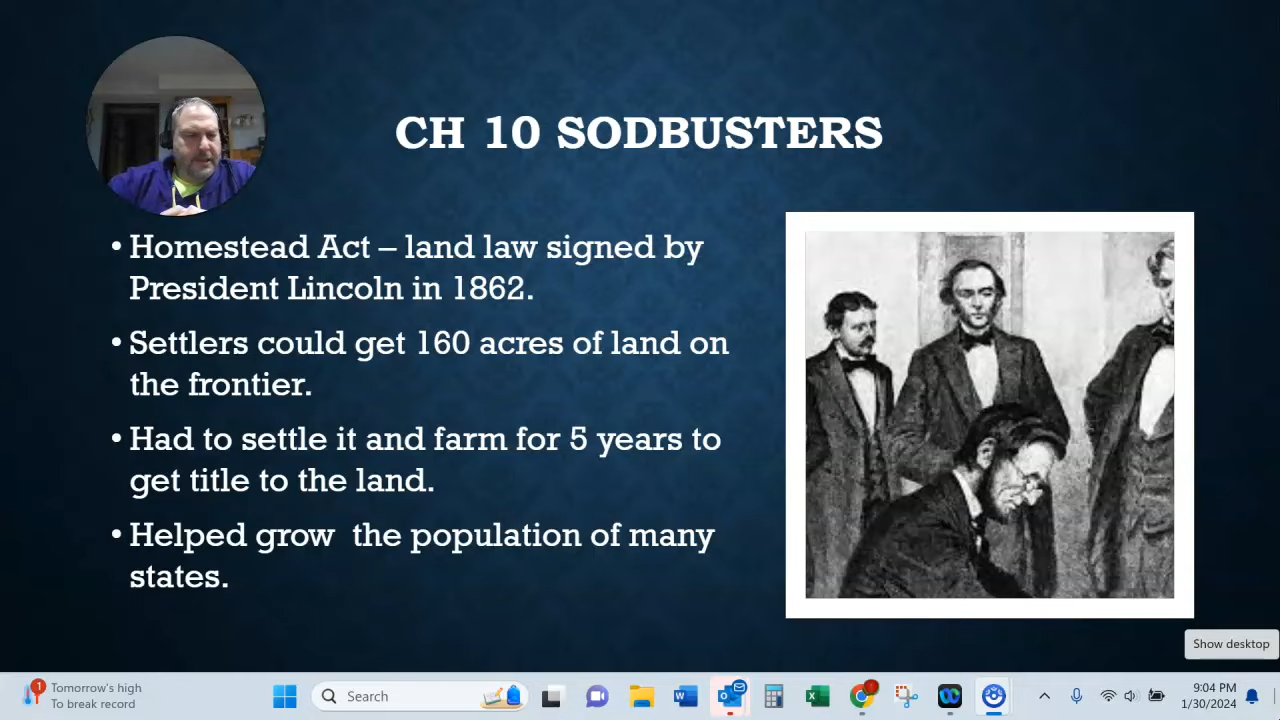 CH 10 SODBUSTERS
• Homestead Act – land law signed by
President Lincoln in 1862.
• Settlers could get 160 acres of land on
the frontier.
• Had to settle it and farm for 5 years to
get title to the land.
• Helped grow  the population of many
states.
Show desktop
1
Tomorrow's high
To break record
Search
9:04 PM
1/30/2024